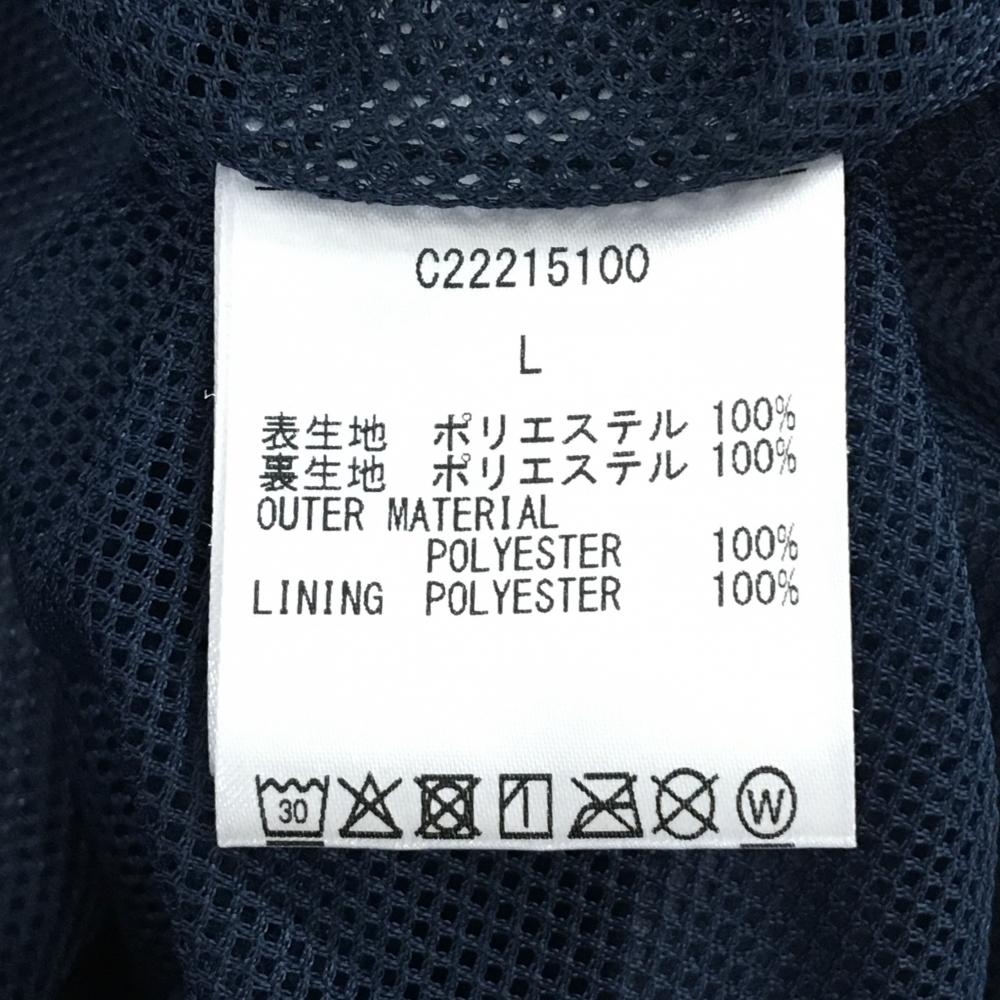 C22215100
L
表生地 ポリエステル 100%
裏生地 ポリエステル 100%
OUTER MATERIAL
POLYESTER 100%
LINING POLYESTER 100%
30 W